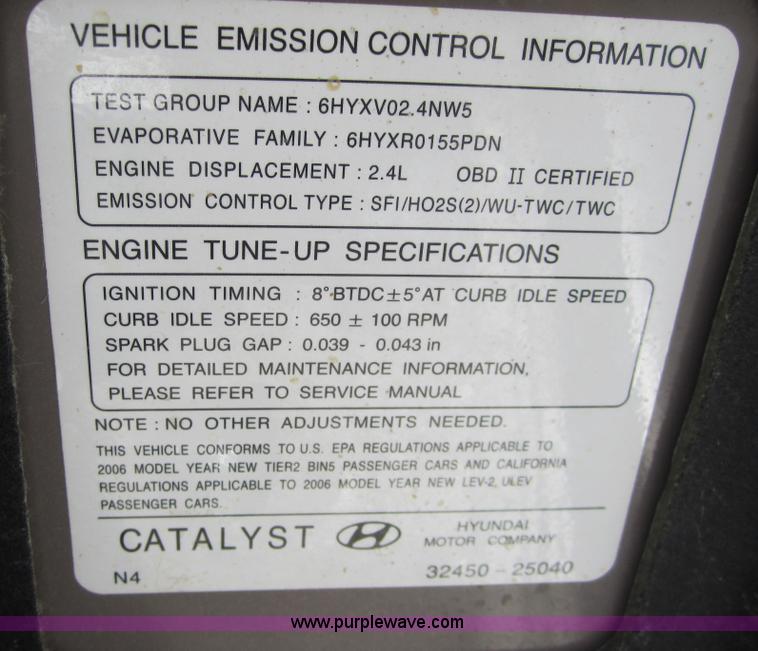 VEHICLE EMISSION CONTROL INFORMATION
TEST GROUP NAME : 6HYXV02.4NW5
EVAPORATIVE FAMILY : 6HYXR0155PDN
ENGINE DISPLACEMENT : 2.4L OBD II CERTIFIED
EMISSION CONTROL TYPE : SFI/HO2S(2)/WU-TWC/TWC
ENGINE TUNE-UP SPECIFICATIONS
IGNITION TIMING : 8°BTDC±5°AT CURB IDLE SPEED
CURB IDLE SPEED : 650 ± 100 RPM
SPARK PLUG GAP : 0.039 - 0.043 in
FOR DETAILED MAINTENANCE INFORMATION,
PLEASE REFER TO SERVICE MANUAL
NOTE : NO OTHER ADJUSTMENTS NEEDED.
THIS VEHICLE CONFORMS TO U.S. EPA REGULATIONS APPLICABLE TO
2006 MODEL YEAR NEW TIER2 BIN5 PASSENGER CARS AND CALIFORNIA
REGULATIONS APPLICABLE TO 2006 MODEL YEAR NEW LEV-2, ULEV
PASSENGER CARS.
CATALYST HYUNDAI
MOTOR COMPANY
N4 32450-25040
www.purplewave.com